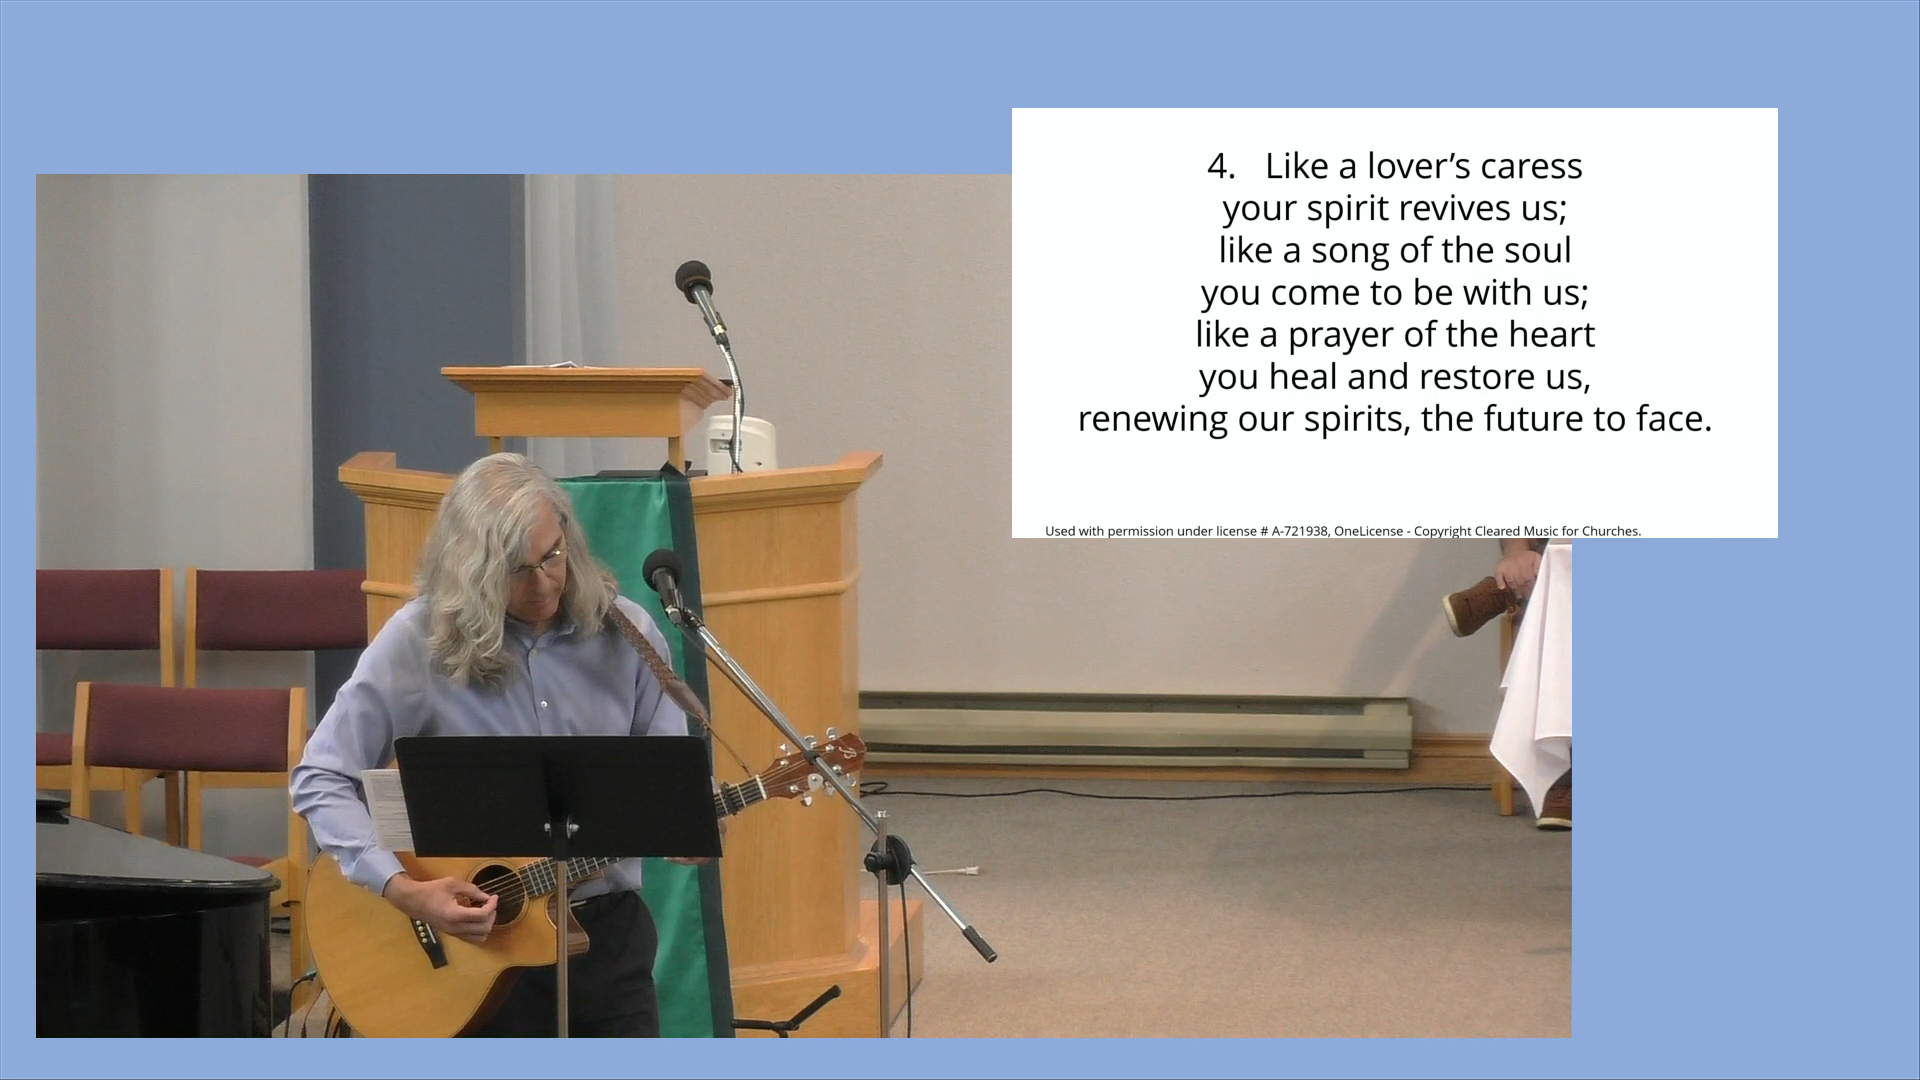 4. Like a lover’s caress
your spirit revives us;
like a song of the soul
you come to be with us;
like a prayer of the heart
you heal and restore us,
renewing our spirits, the future to face.
Used with permission under license # A-721938, OneLicense - Copyright Cleared Music for Churches.